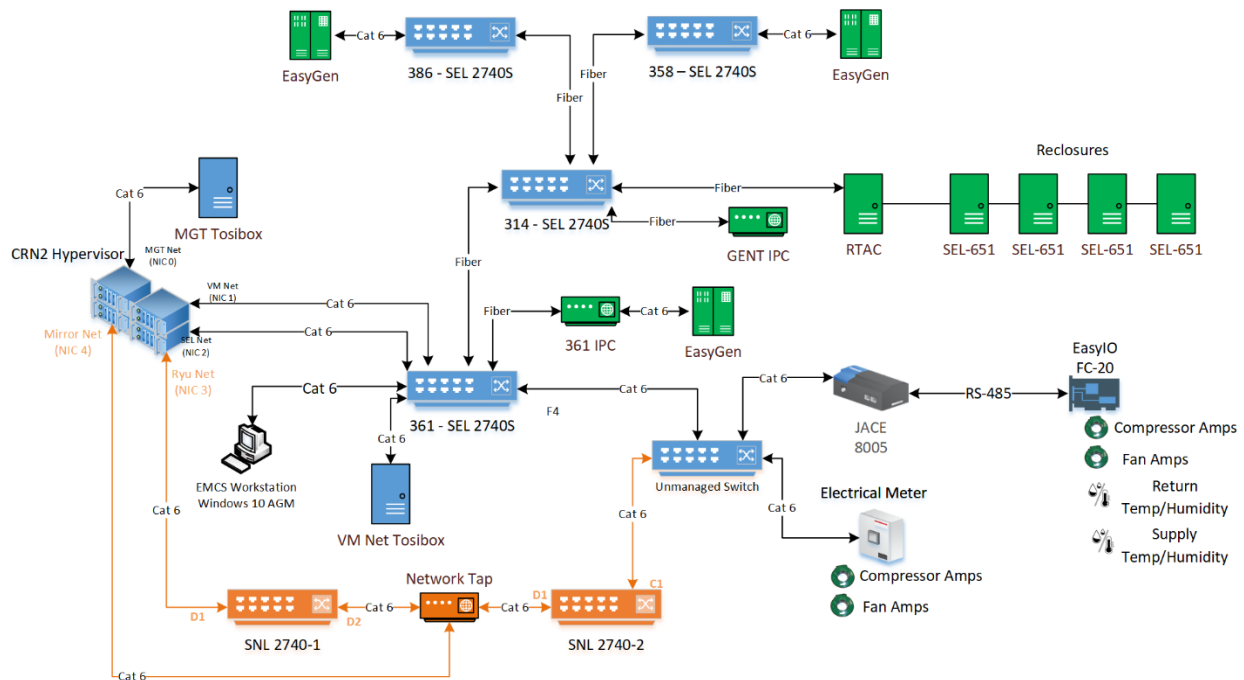 Cat 6
Cat 6
EasyGen
386 - SEL 2740S
358 – SEL 2740S
EasyGen
Fiber
Fiber
Reclosures
Cat 6
Fiber
MGT Tosibox
314 - SEL 2740S
Fiber
GENT IPC
RTAC
SEL-651
SEL-651
SEL-651
SEL-651
MGT Net
(NIC 0)
CRN2 Hypervisor
Fiber
VM Net
(NIC 1)
Cat 6
Fiber
Cat 6
361 IPC
EasyGen
Mirror Net
(NIC 4)
SEL Net
(NIC 2)
Cat 6
Ryu Net
(NIC 3)
EasyIO
FC-20
Cat 6
Cat 6
Cat 6
RS-485
F4
361 - SEL 2740S
JACE
8005
Compressor Amps
Cat 6
Fan Amps
EMCS Workstation
Windows 10 AGM
Unmanaged Switch
Electrical Meter
Return
Temp/Humidity
Cat 6
Cat 6
Supply
Temp/Humidity
VM Net Tosibox
Cat 6
Network Tap
Compressor Amps
C1
D1
Cat 6
Cat 6
D1
D2
Fan Amps
SNL 2740-1
SNL 2740-2
Cat 6